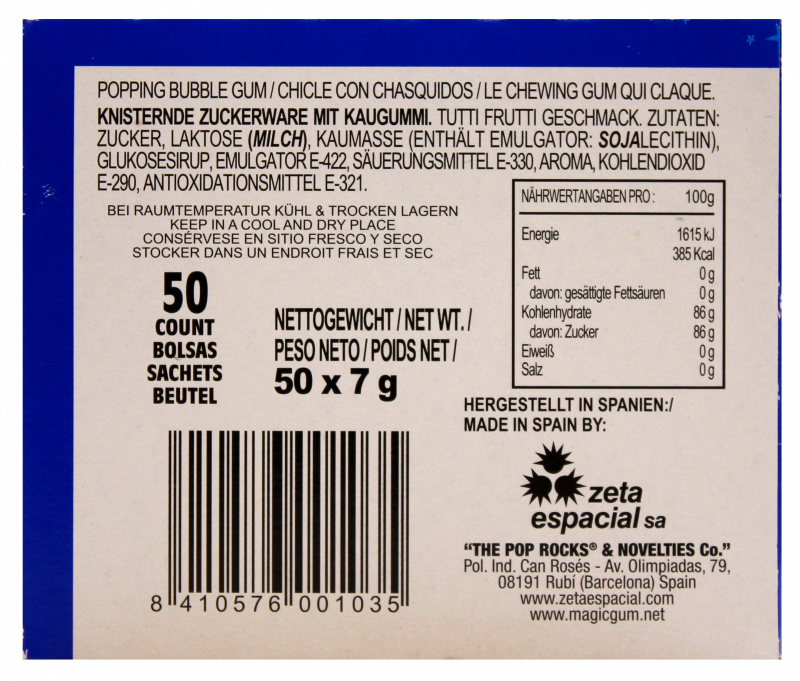 POPPING BUBBLE GUM / CHICLE CON CHASQUIDOS / LE CHEWING GUM QUI CLAQUE.
KNISTERNDE ZUCKERWARE MIT KAUGUMMI. TUTTI FRUTTI GESCHMACK. ZUTATEN:
ZUCKER, LAKTOSE (MILCH), KAUMASSE (ENTHÄLT EMULGATOR: SOJALECITHIN),
GLUKOSESIRUP, EMULGATOR E-422, SÄUERUNGSMITTEL E-330, AROMA, KOHLENDIOXID
E-290, ANTIOXIDATIONSMITTEL E-321.
BEI RAUMTEMPERATUR KÜHL & TROCKEN LAGERN
KEEP IN A COOL AND DRY PLACE
CONSÉRVESE EN SITIO FRESCO Y SECO
STOCKER DANS UN ENDROIT FRAIS ET SEC
NÄHRWERTANGABEN PRO: 100g
Energie 1615 kJ
385 Kcal
Fett 0 g
davon: gesättigte Fettsäuren 0 g
Kohlenhydrate 86 g
davon: Zucker 86 g
Eiweiß 0 g
Salz 0 g
50
COUNT
BOLSAS
SACHETS
BEUTEL
NETTOGEWICHT / NET WT. /
PESO NETO / POIDS NET /
50 x 7 g
HERGESTELLT IN SPANIEN:/
MADE IN SPAIN BY:
zeta
espacial sa
“THE POP ROCKS® & NOVELTIES Co.”
Pol. Ind. Can Rosés - Av. Olimpiadas, 79,
08191 Rubí (Barcelona) Spain
www.zetaespacial.com
www.magicgum.net
8 410576 001035